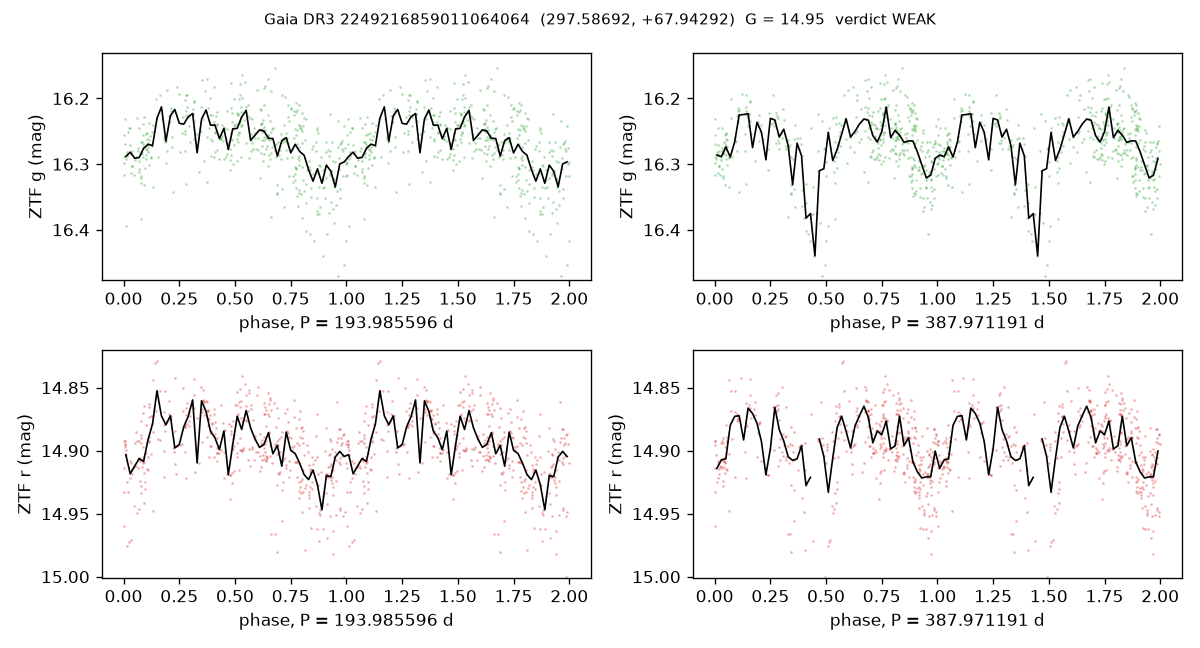 Gaia DR3 2249216859011064064 (297.58692, +67.94292) G = 14.95 verdict WEAK
ZTF g (mag)
16.2
16.3
16.4
0.00 0.25 0.50 0.75 1.00 1.25 1.50 1.75 2.00
phase, P = 193.985596 d
ZTF g (mag)
16.2
16.3
16.4
0.00 0.25 0.50 0.75 1.00 1.25 1.50 1.75 2.00
phase, P = 387.971191 d
ZTF r (mag)
14.85
14.90
14.95
15.00
0.00 0.25 0.50 0.75 1.00 1.25 1.50 1.75 2.00
phase, P = 193.985596 d
ZTF r (mag)
14.85
14.90
14.95
15.00
0.00 0.25 0.50 0.75 1.00 1.25 1.50 1.75 2.00
phase, P = 387.971191 d